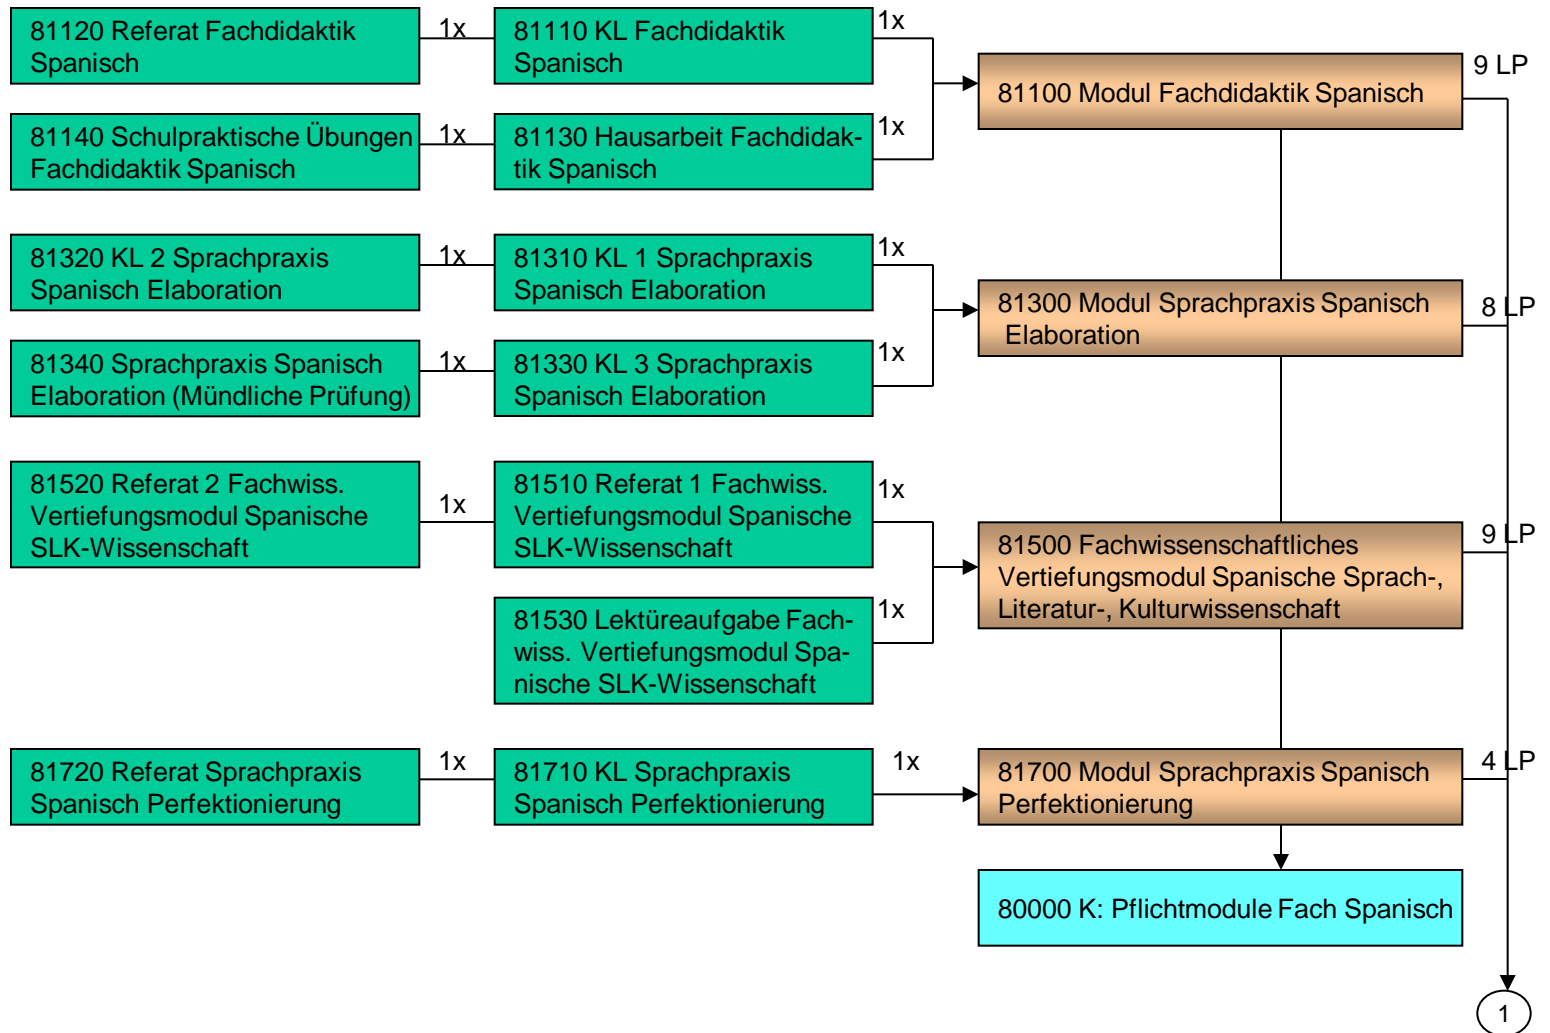 81120 Referat Fachdidaktik
Spanisch
1x
81110 KL Fachdidaktik
Spanisch
1x
81100 Modul Fachdidaktik Spanisch
9 LP
81140 Schulpraktische Übungen
Fachdidaktik Spanisch
1x
81130 Hausarbeit Fachdidak-
tik Spanisch
1x
81320 KL 2 Sprachpraxis
Spanisch Elaboration
1x
81310 KL 1 Sprachpraxis
Spanisch Elaboration
1x
81300 Modul Sprachpraxis Spanisch
Elaboration
8 LP
81340 Sprachpraxis Spanisch
Elaboration (Mündliche Prüfung)
1x
81330 KL 3 Sprachpraxis
Spanisch Elaboration
1x
81520 Referat 2 Fachwiss.
Vertiefungsmodul Spanische
SLK-Wissenschaft
1x
81510 Referat 1 Fachwiss.
Vertiefungsmodul Spanische
SLK-Wissenschaft
1x
81500 Fachwissenschaftliches
Vertiefungsmodul Spanische Sprach-,
Literatur-, Kulturwissenschaft
9 LP
81530 Lektüreaufgabe Fach-
wiss. Vertiefungsmodul Spa-
nische SLK-Wissenschaft
1x
81720 Referat Sprachpraxis
Spanisch Perfektionierung
1x
81710 KL Sprachpraxis
Spanisch Perfektionierung
1x
81700 Modul Sprachpraxis Spanisch
Perfektionierung
4 LP
80000 K: Pflichtmodule Fach Spanisch
1